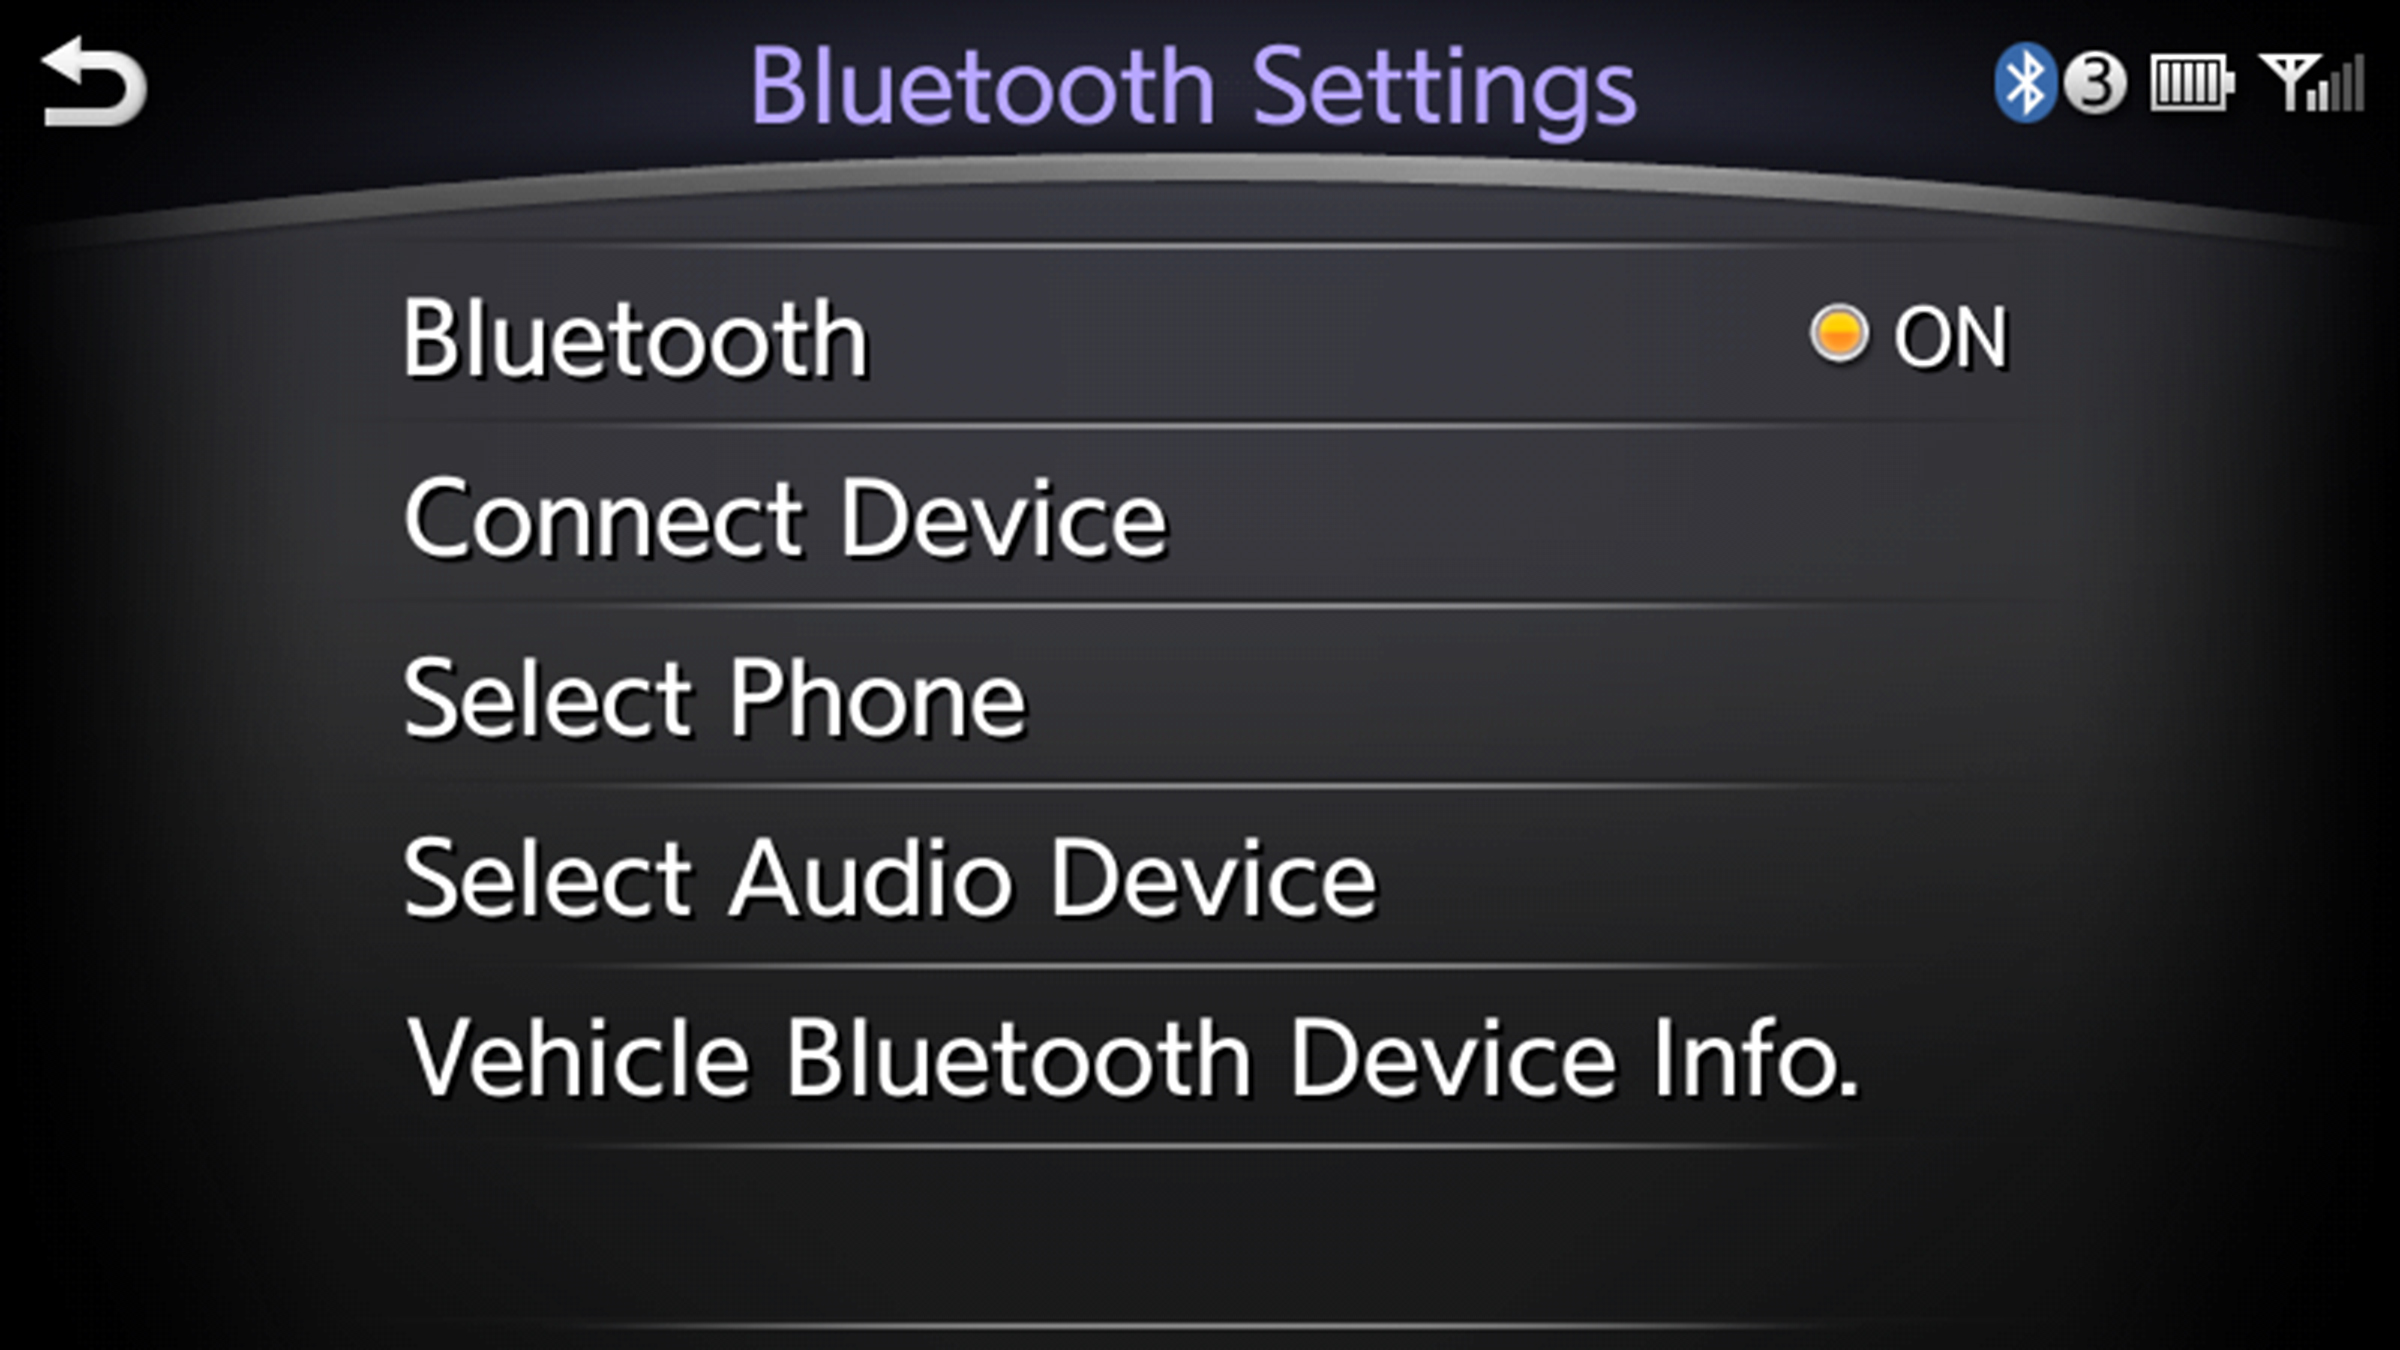 Bluetooth Settings
3
Bluetooth ON
Connect Device
Select Phone
Select Audio Device
Vehicle Bluetooth Device Info.